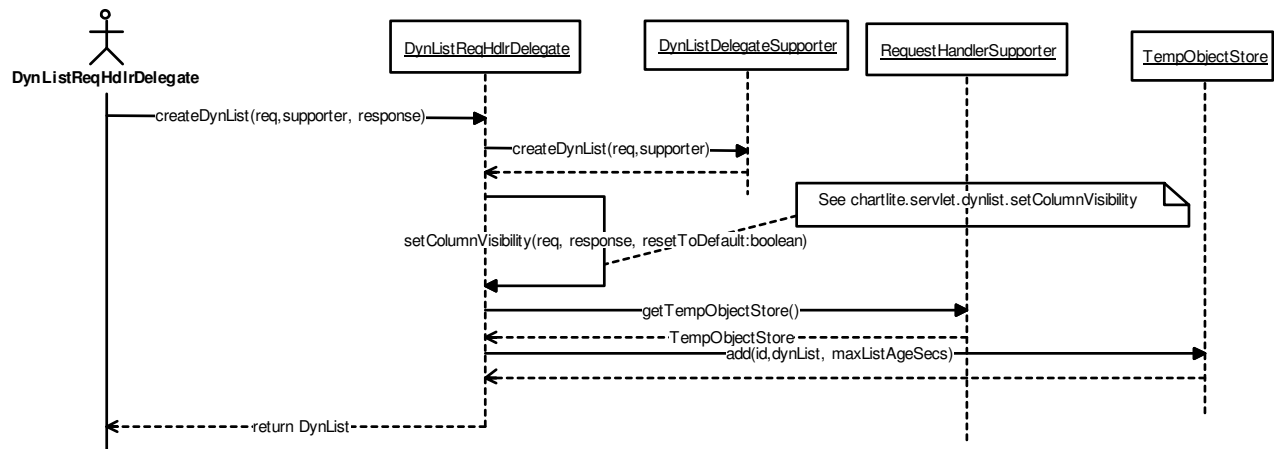 DynListReqHdlrDelegate
DynListDelegateSupporter
RequestHandlerSupporter
TempObjectStore
DynListReqHdlrDelegate
createDynList(req,supporter, response)
createDynList(req,supporter)
See chartlite.servlet.dynlist.setColumnVisibility
setColumnVisibility(req, response, resetToDefault:boolean)
getTempObjectStore()
TempObjectStore
add(id,dynList, maxListAgeSecs)
return DynList